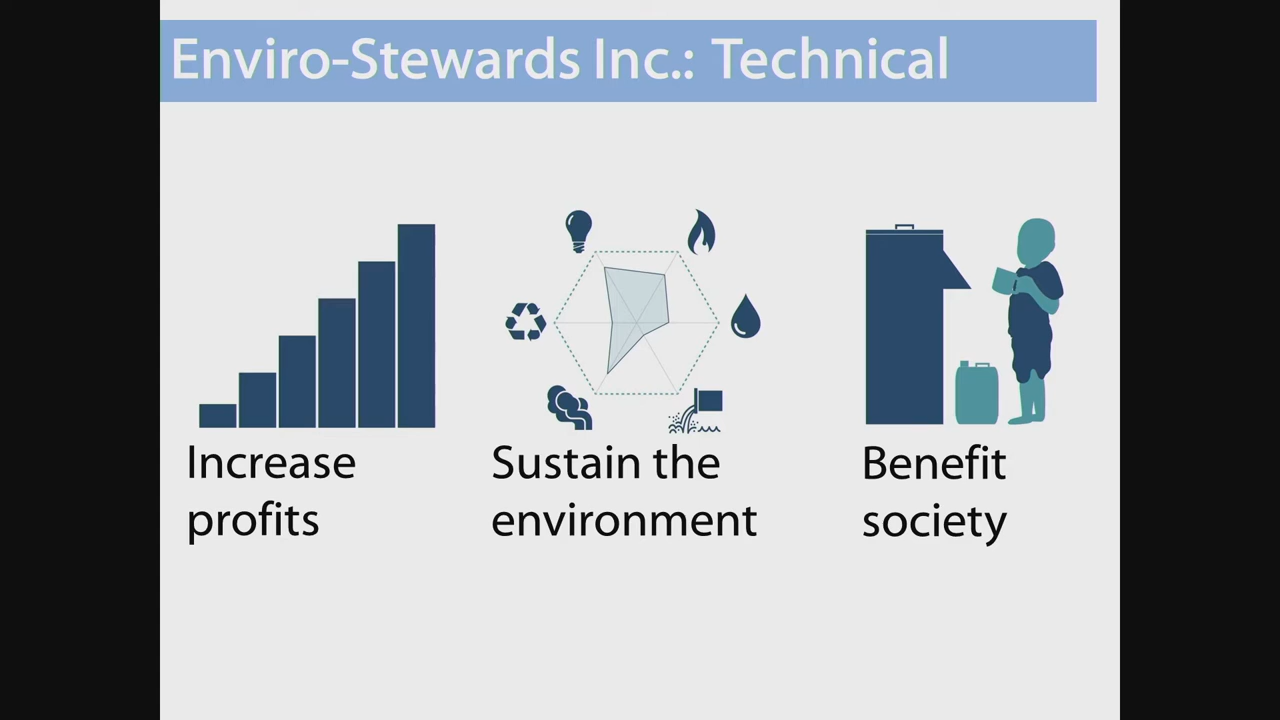 Enviro-Stewards Inc.: Technical
Increase
profits
Sustain the
environment
Benefit
society